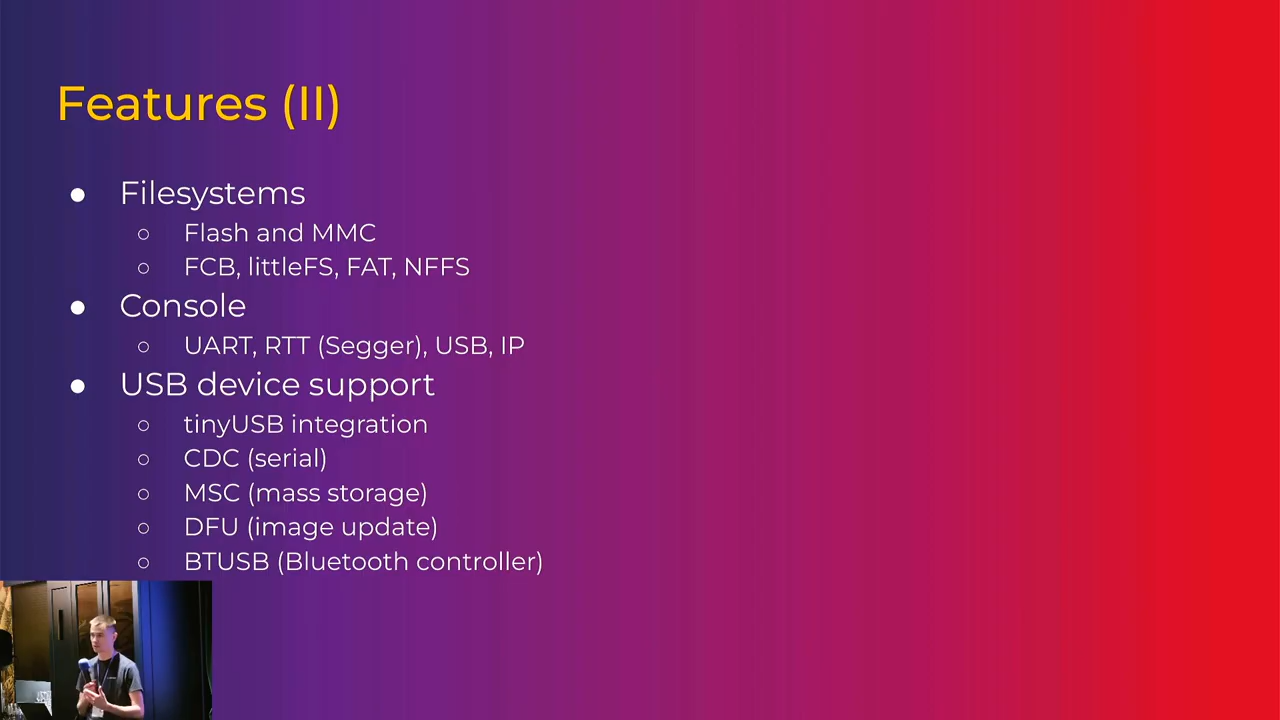 Features (II)
● Filesystems
○ Flash and MMC
○ FCB, littleFS, FAT, NFFS
● Console
○ UART, RTT (Segger), USB, IP
● USB device support
○ tinyUSB integration
○ CDC (serial)
○ MSC (mass storage)
○ DFU (image update)
○ BTUSB (Bluetooth controller)